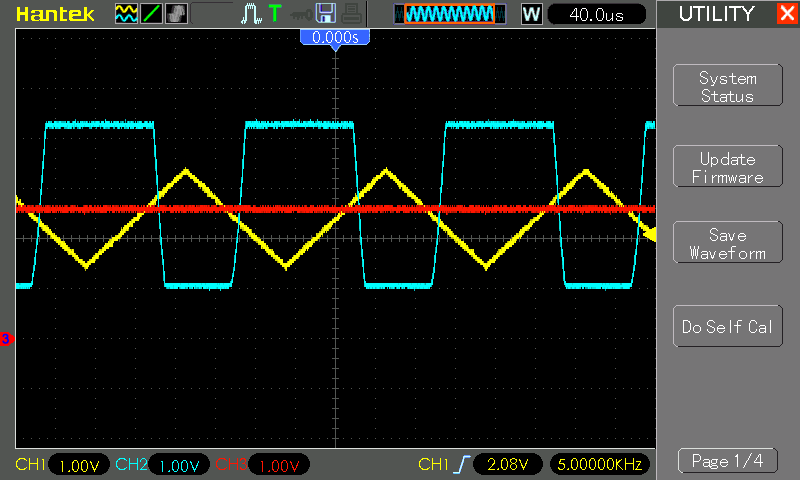 Hantek
T
W
40.0us
UTILITY
X
0.000s
System
Status
Update
Firmware
Save
Waveform
Do Self Cal
3
CH1 1.00V CH2 1.00V CH3 1.00V CH1 2.08V 5.00000KHz
Page 1/4